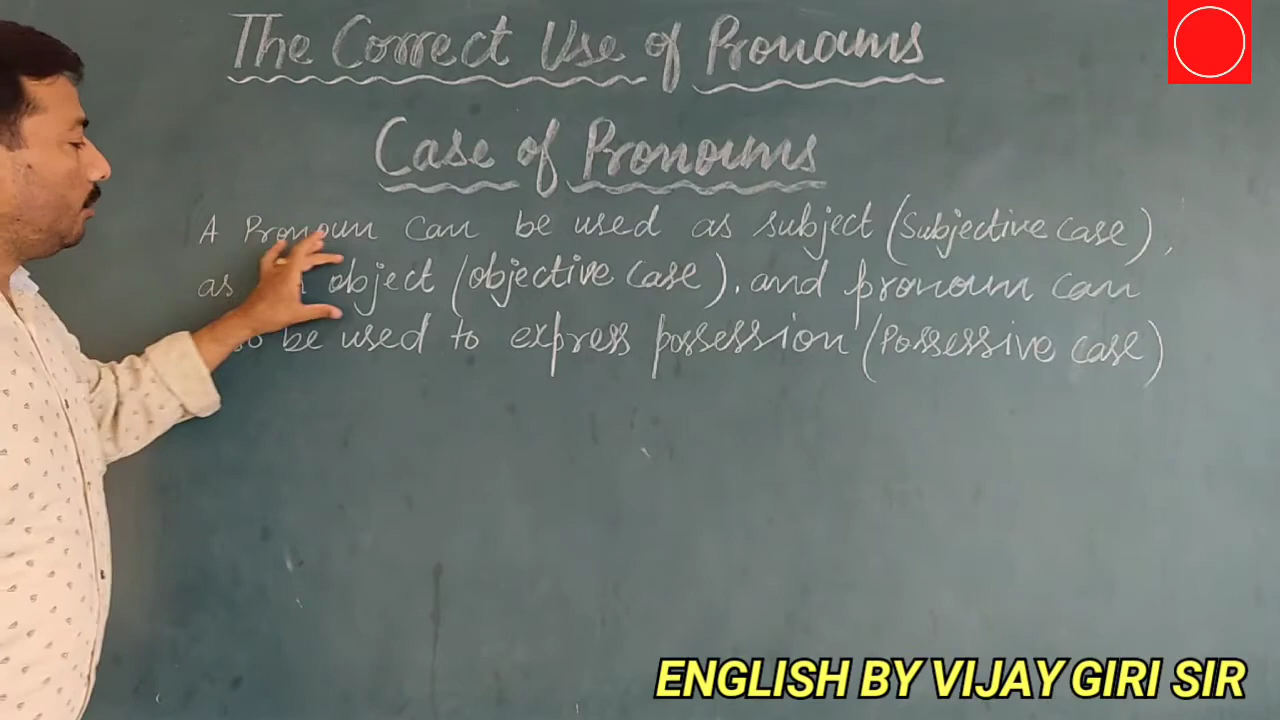 The Correct Use of Pronouns
Case of Pronouns
A Pronoun can be used as subject (Subjective case),
as object (objective case). and pronoun can
be used to express possession (Possessive case)
ENGLISH BY VIJAY GIRI SIR